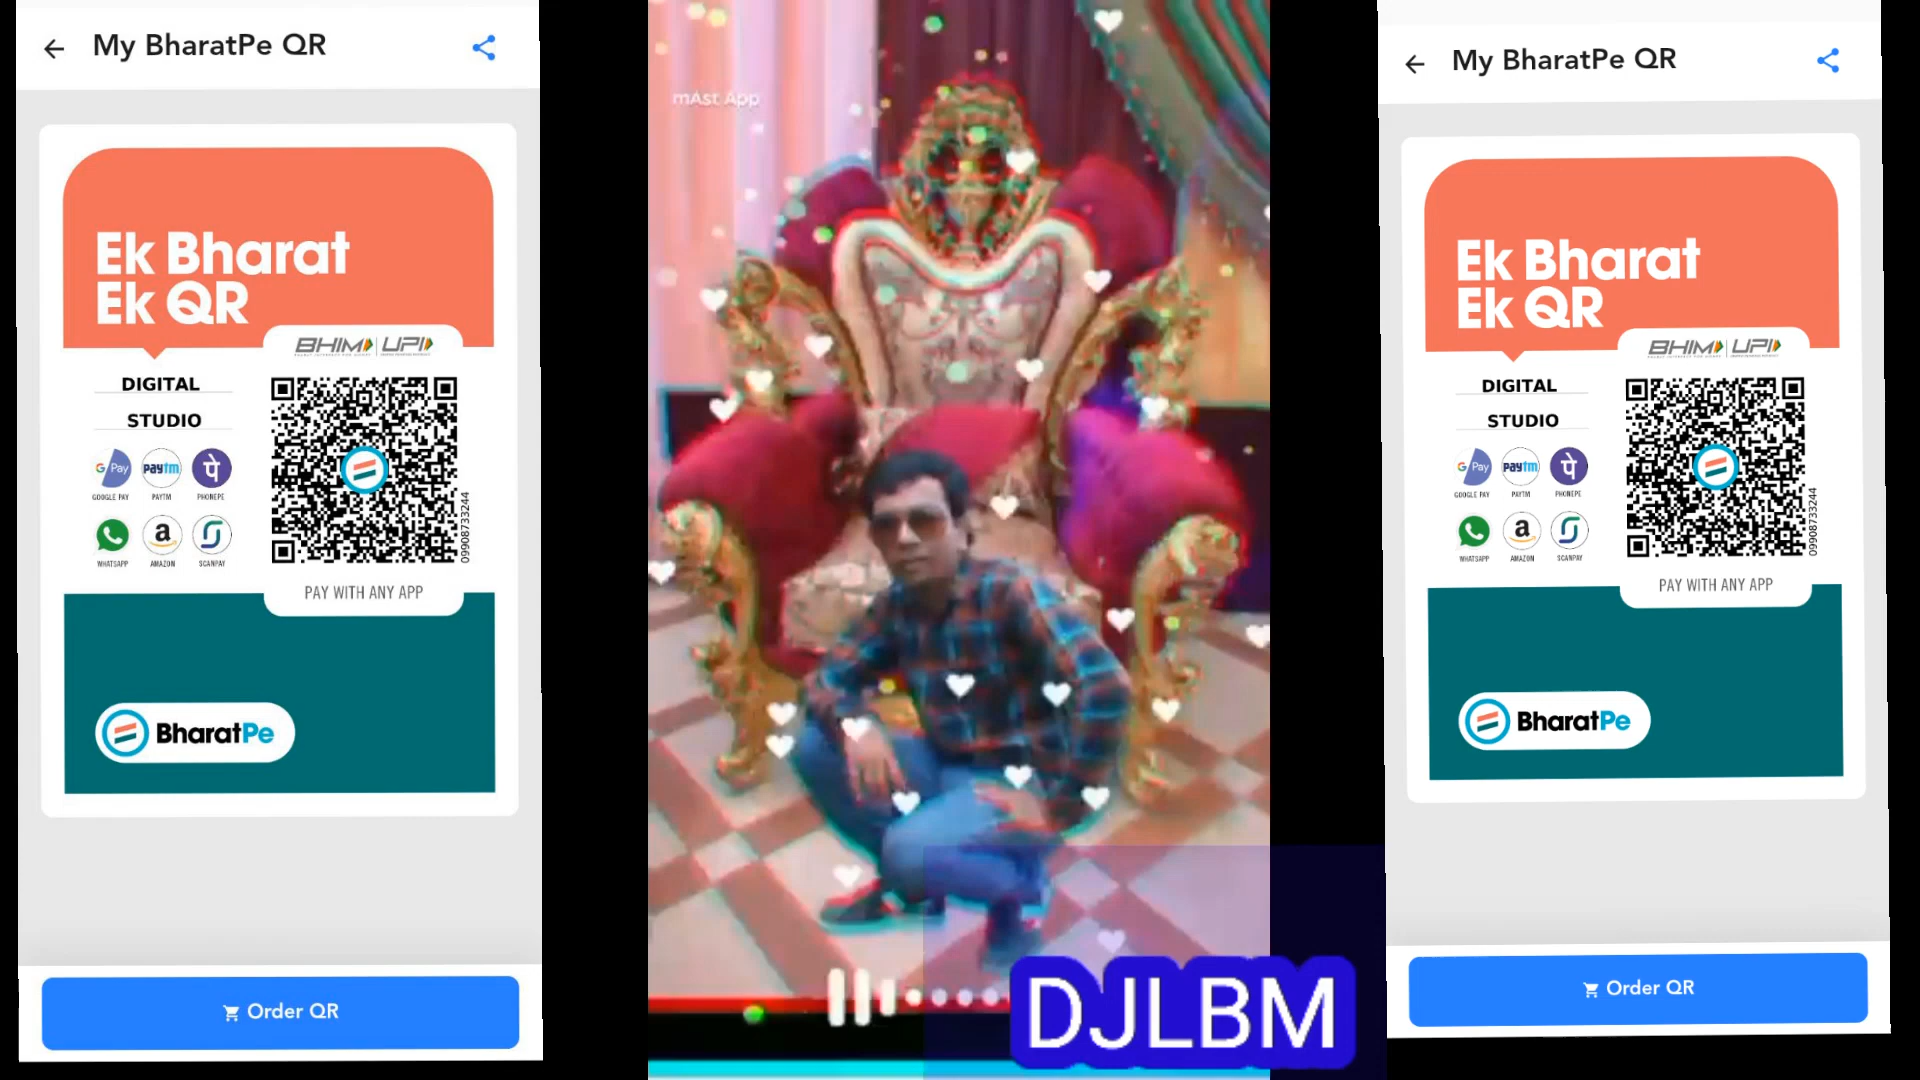 My BharatPe QR
Ek Bharat
Ek QR
BHIM UPI
DIGITAL
STUDIO
G Pay
paytm
GOOGLE PAY
PAYTM
PHONEPE
WHATSAPP
AMAZON
SCANPAY
09908733244
PAY WITH ANY APP
BharatPe
Order QR
mAst App
DJLBM
My BharatPe QR
Ek Bharat
Ek QR
BHIM UPI
DIGITAL
STUDIO
G Pay
paytm
GOOGLE PAY
PAYTM
PHONEPE
WHATSAPP
AMAZON
SCANPAY
09908733244
PAY WITH ANY APP
BharatPe
Order QR